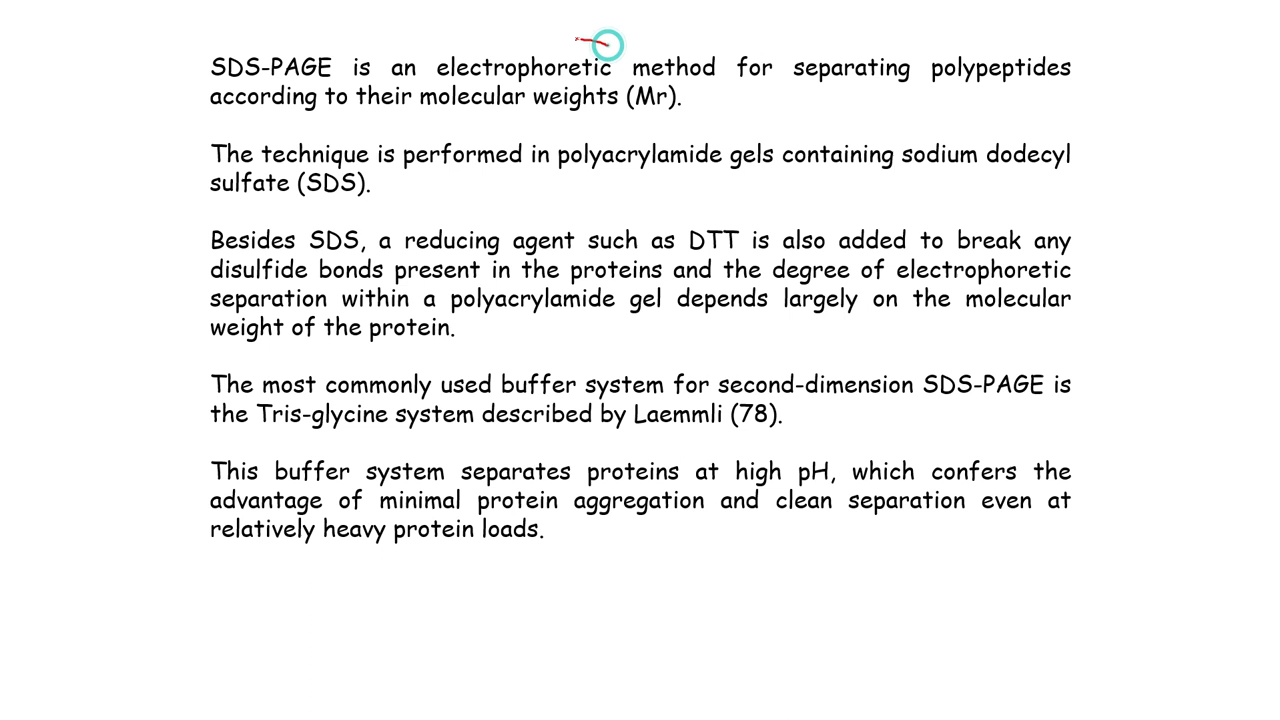 SDS-PAGE is an electrophoretic method for separating polypeptides
according to their molecular weights (Mr).
The technique is performed in polyacrylamide gels containing sodium dodecyl
sulfate (SDS).
Besides SDS, a reducing agent such as DTT is also added to break any
disulfide bonds present in the proteins and the degree of electrophoretic
separation within a polyacrylamide gel depends largely on the molecular
weight of the protein.
The most commonly used buffer system for second-dimension SDS-PAGE is
the Tris-glycine system described by Laemmli (78).
This buffer system separates proteins at high pH, which confers the
advantage of minimal protein aggregation and clean separation even at
relatively heavy protein loads.